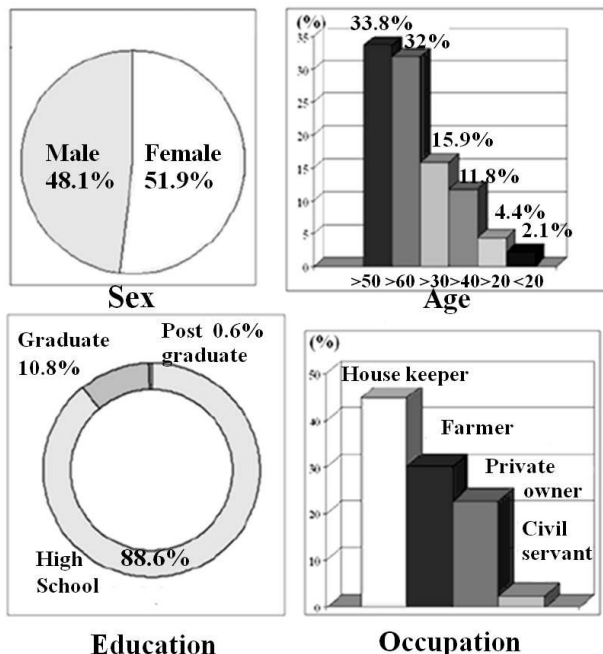 Male
48.1%
Female
51.9%
Sex
(%)
35
30
25
20
15
10
5
0
33.8%
32%
15.9%
11.8%
4.4%
2.1%
>50 >60 >30 >40 >20 <20
Age
Graduate
10.8%
Post 0.6%
graduate
High
School
88.6%
Education
(%)
50
40
30
20
10
0
House keeper
Farmer
Private
owner
Civil
servant
Occupation